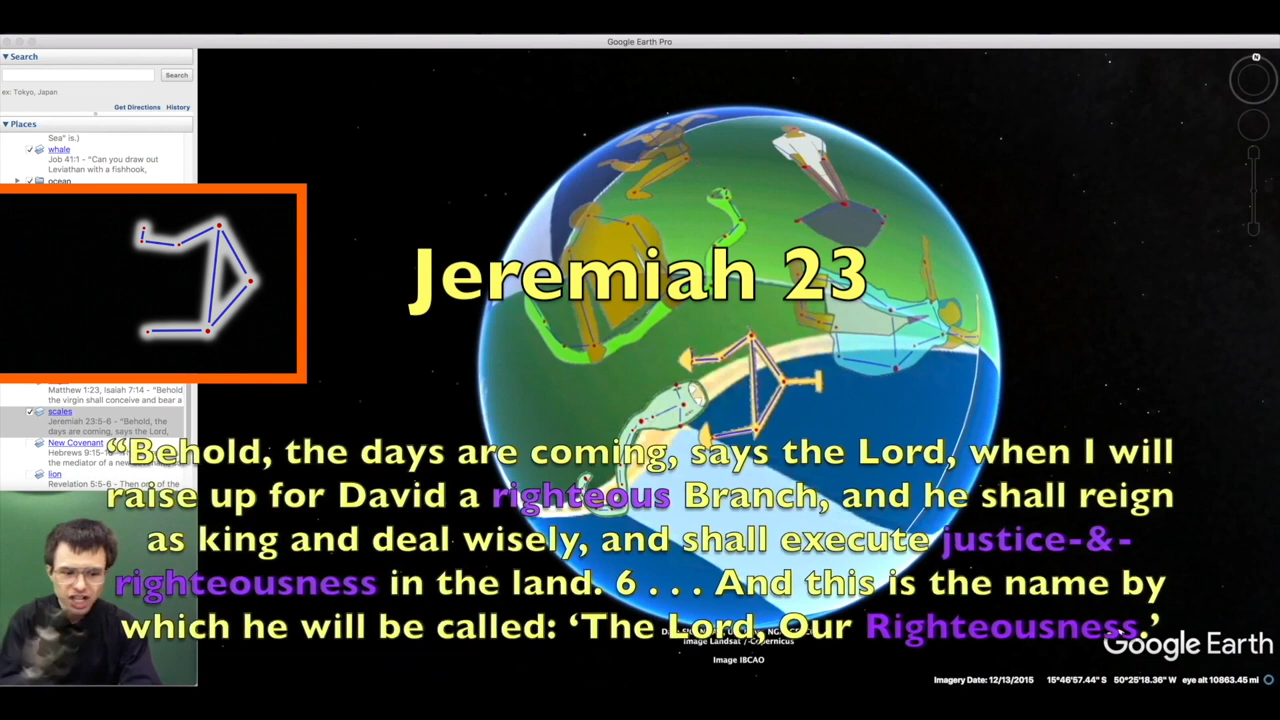 Google Earth Pro
Search
Search
ex: Tokyo, Japan
Get Directions History
Places
Sea" is.)
whale
Job 41:1 - "Can you draw out
Leviathan with a fishhook,
ocean
Matthew 1:23, Isaiah 7:14 - "Behold
the virgin shall conceive and bear a
scales
Jeremiah 23:5-6 - "Behold, the
days are coming, says the Lord,
New Covenant
Hebrews 9:15-
the mediator of a new
lion
Revelation 5:5-6 - Then one of the
N
Jeremiah 23
“Behold, the days are coming, says the Lord, when I will
raise up for David a righteous Branch, and he shall reign
as king and deal wisely, and shall execute justice-&-
righteousness in the land. 6 . . . And this is the name by
which he will be called: ‘The Lord, Our Righteousness.’
Image Landsat / Copernicus
Image IBCAO
Google Earth
Imagery Date: 12/13/2015 15°46'57.44" S 50°25'18.36" W eye alt 10863.45 mi